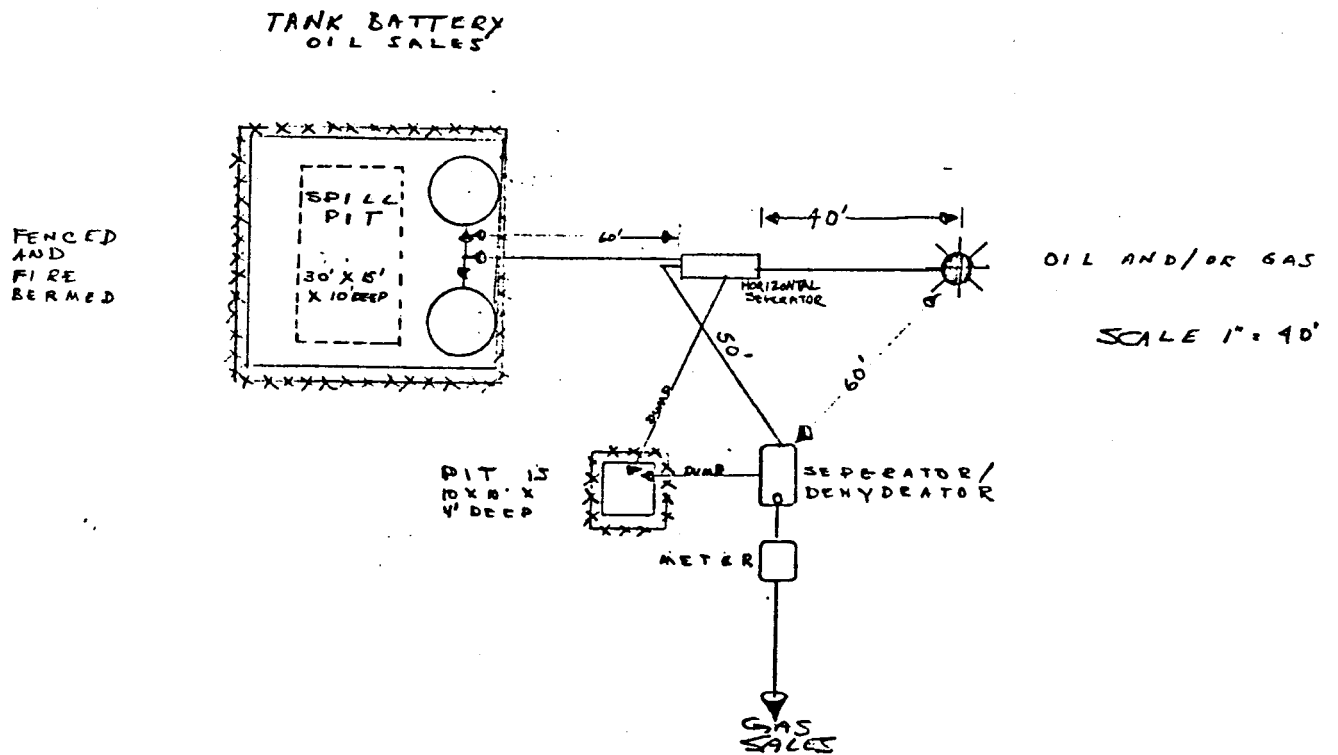 TANK BATTERY
OIL SALES
SPILL
PIT
30' X 15'
X 10' DEEP
FENCED
AND
FIRE
BERMED
60'
40'
HORIZONTAL
SEPERATOR
OIL AND/OR GAS
SCALE 1" = 40'
50'
60'
DUMP
PIT IS
10 X 10' X
4' DEEP
DUMP
SEPERATOR/
DEHYDRATOR
METER
GAS
SALES